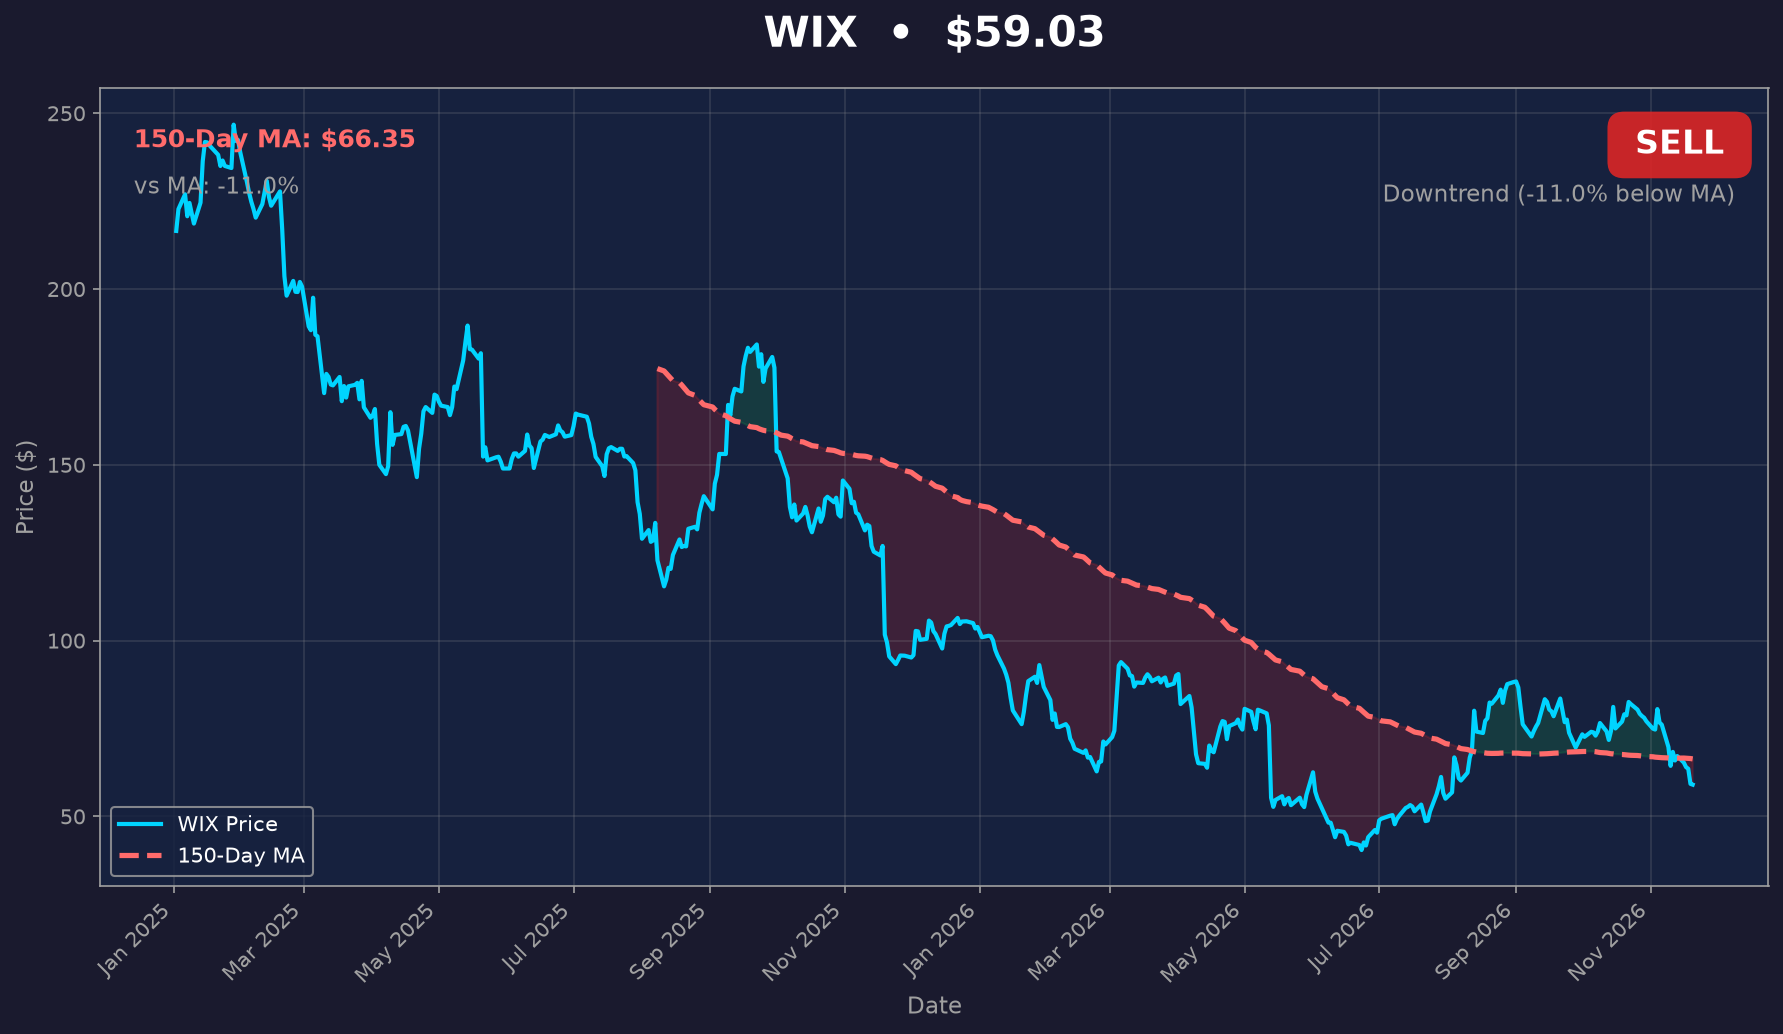 WIX • $59.03
150-Day MA: $66.35
vs MA: -11.0%
SELL
Downtrend (-11.0% below MA)
Price ($)
250
200
150
100
50
WIX Price
150-Day MA
Jan 2025
Mar 2025
May 2025
Jul 2025
Sep 2025
Nov 2025
Jan 2026
Mar 2026
May 2026
Jul 2026
Sep 2026
Nov 2026
Date